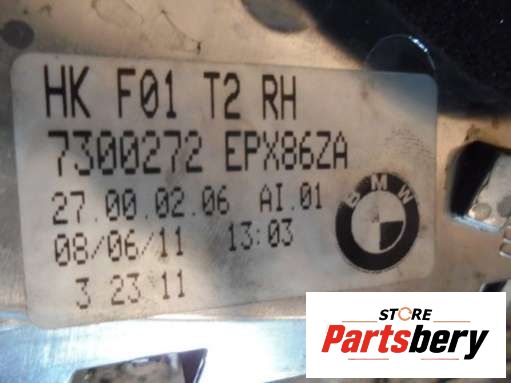 HK F01 T2 RH
7300272 EPX86ZA
27.00.02.06 AI.01
08/06/11 13:03
3 23 11
BMW
STORE
Partsbery